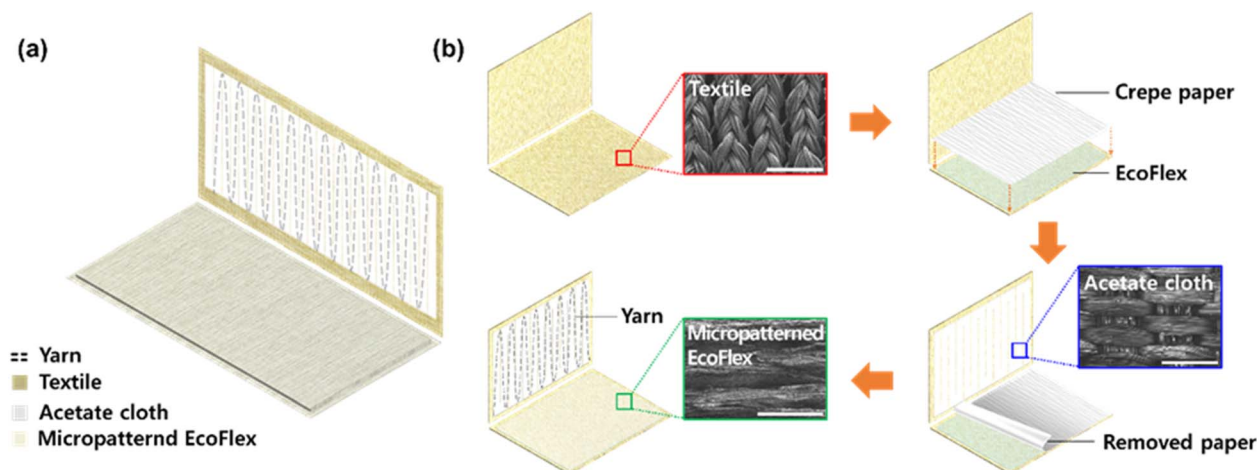 (a)
Yarn
Textile
Acetate cloth
Micropatternd EcoFlex
(b)
Textile
Crepe paper
EcoFlex
Acetate cloth
Removed paper
Yarn
Micropatterned
EcoFlex